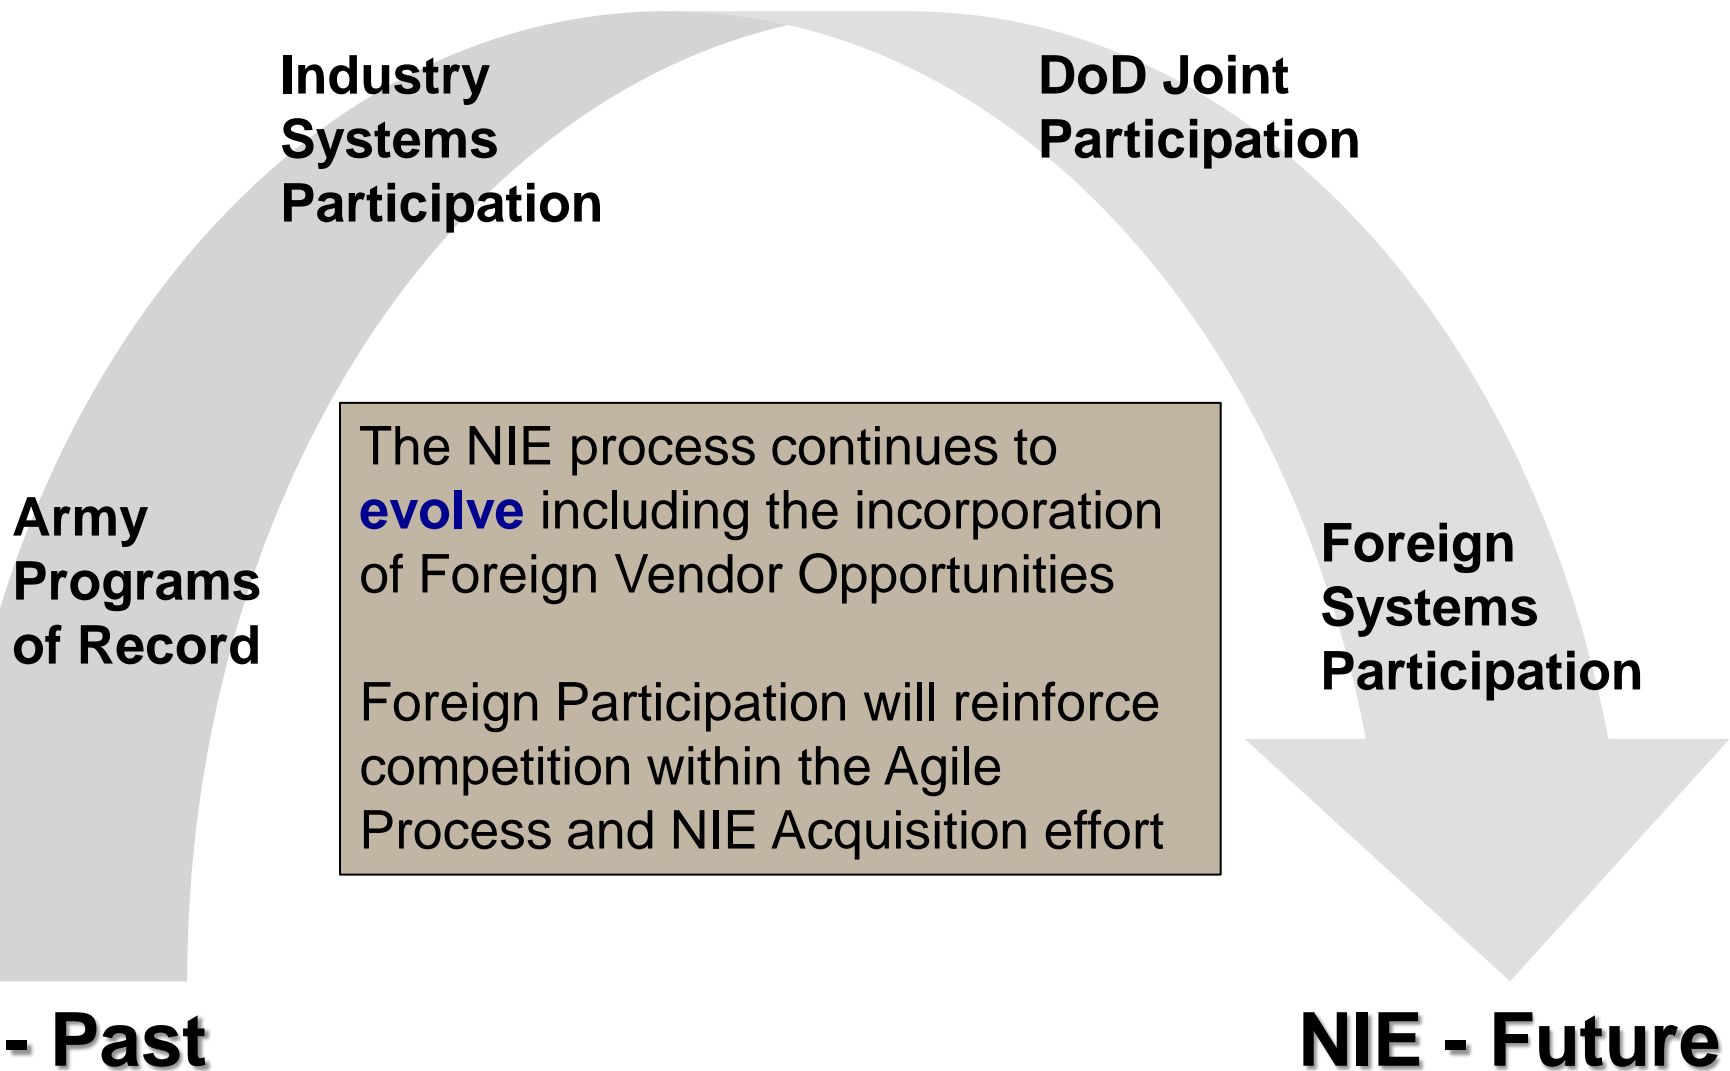 Industry
Systems
Participation
DoD Joint
Participation
Army
Programs
of Record
The NIE process continues to
evolve including the incorporation
of Foreign Vendor Opportunities
Foreign Participation will reinforce
competition within the Agile
Process and NIE Acquisition effort
Foreign
Systems
Participation
- Past
NIE - Future